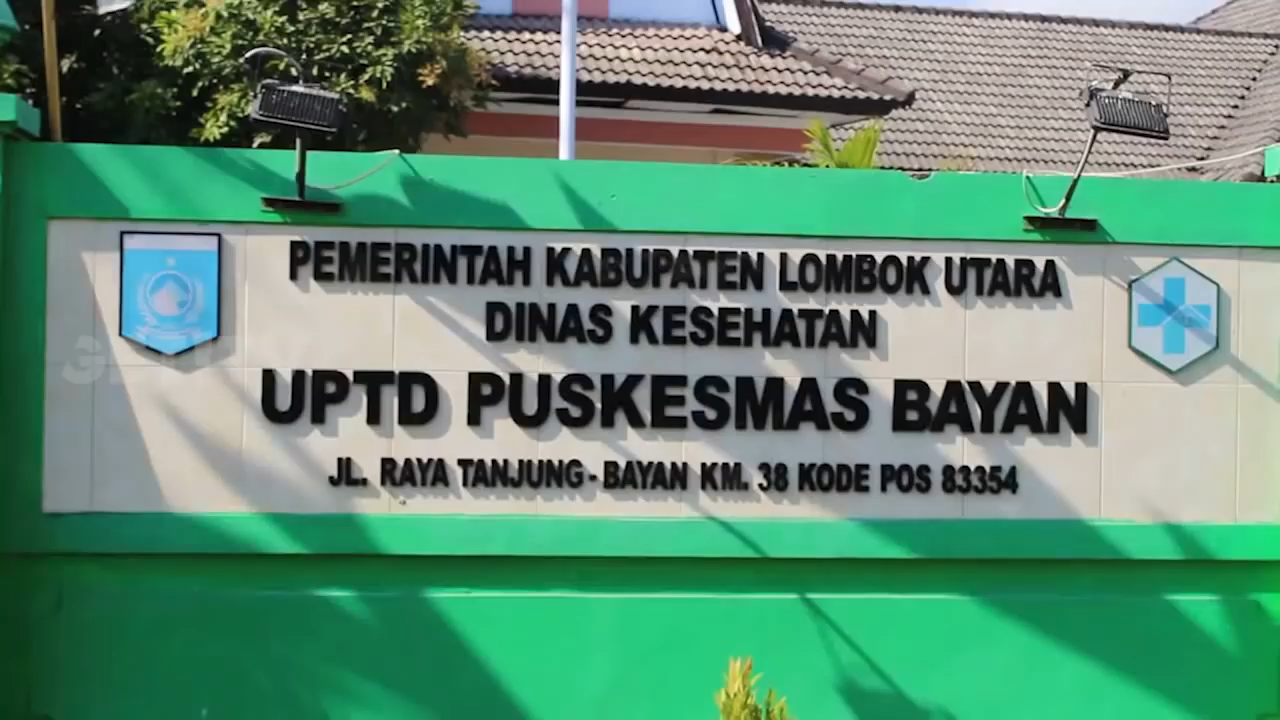 PEMERINTAH KABUPATEN LOMBOK UTARA
DINAS KESEHATAN
UPTD PUSKESMAS BAYAN
JL. RAYA TANJUNG - BAYAN KM. 38 KODE POS 83354